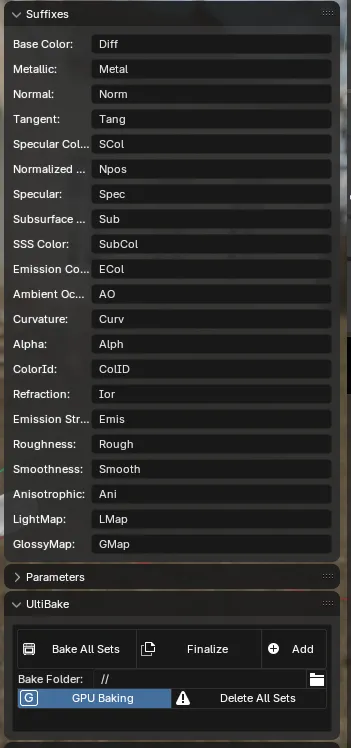 Suffixes
Base Color: Diff
Metallic: Metal
Normal: Norm
Tangent: Tang
Specular Col... SCol
Normalized ... Npos
Specular: Spec
Subsurface ... Sub
SSS Color: SubCol
Emission Co... ECol
Ambient Oc... AO
Curvature: Curv
Alpha: Alph
ColorId: ColID
Refraction: Ior
Emission Str... Emis
Roughness: Rough
Smoothness: Smooth
Anisotrophic: Ani
LightMap: LMap
GlossyMap: GMap
Parameters
UltiBake
Bake All Sets Finalize Add
Bake Folder: //
G GPU Baking Delete All Sets